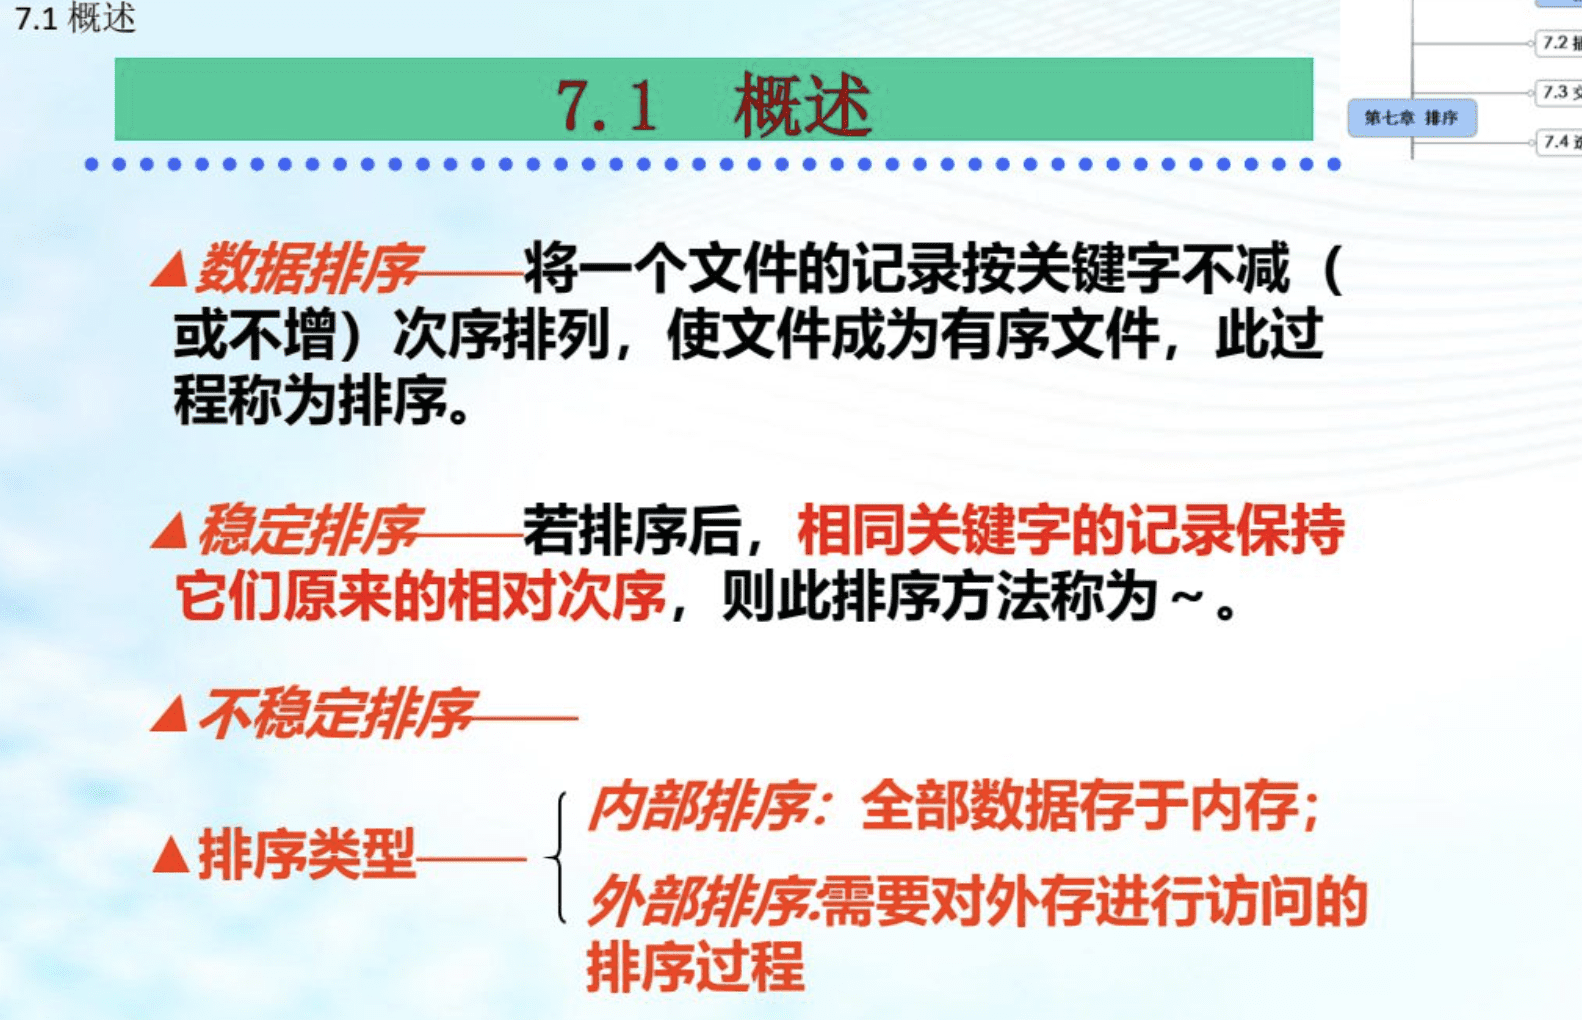 7.1 概述
7.1 概述
▲数据排序——将一个文件的记录按关键字不减（
或不增）次序排列，使文件成为有序文件，此过
程称为排序。
▲稳定排序——若排序后，相同关键字的记录保持
它们原来的相对次序，则此排序方法称为～。
▲不稳定排序——
▲排序类型——
内部排序：全部数据存于内存；
外部排序:需要对外存进行访问的
排序过程
第七章 排序
7.2
7.3
7.4